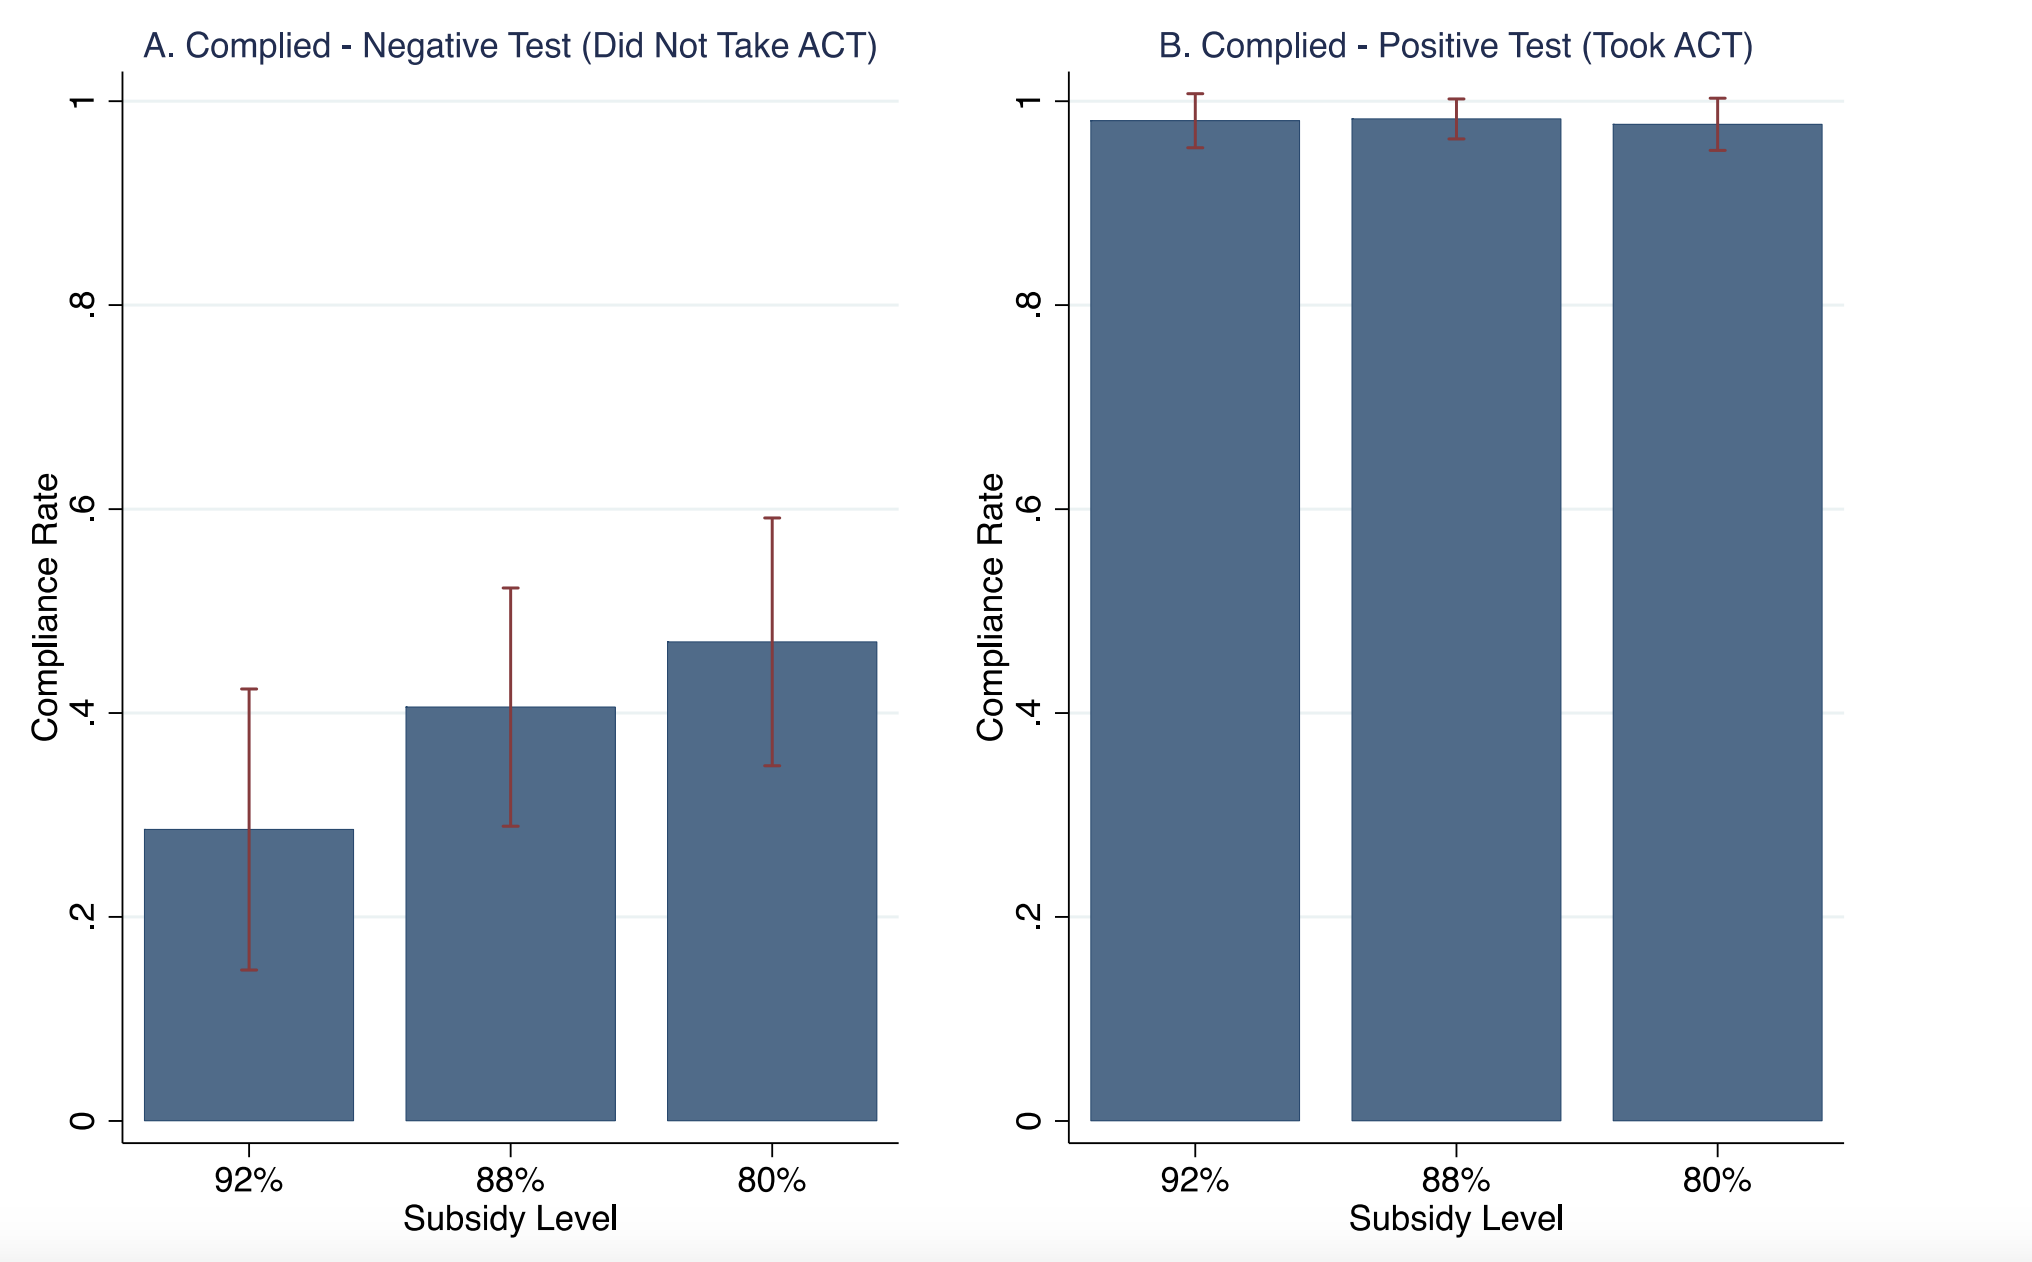 A. Complied - Negative Test (Did Not Take ACT)
Compliance Rate
1
.8
.6
.4
.2
0
92% 88% 80%
Subsidy Level
B. Complied - Positive Test (Took ACT)
Compliance Rate
1
.8
.6
.4
.2
0
92% 88% 80%
Subsidy Level